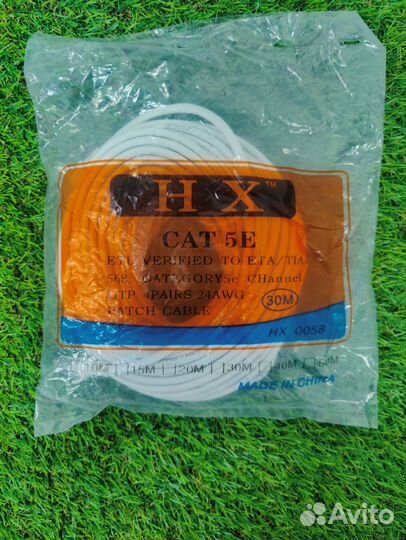 HX™
CAT 5E
ETL VERIFIED TO ETA/TIA
568 CATEGORY5e CHannel
UTP 4PAIRS 24AWG
30M
PATCH CABLE
HX 0058
10M 15M 20M 30M 40M 50M
MADE IN CHINA
Avito